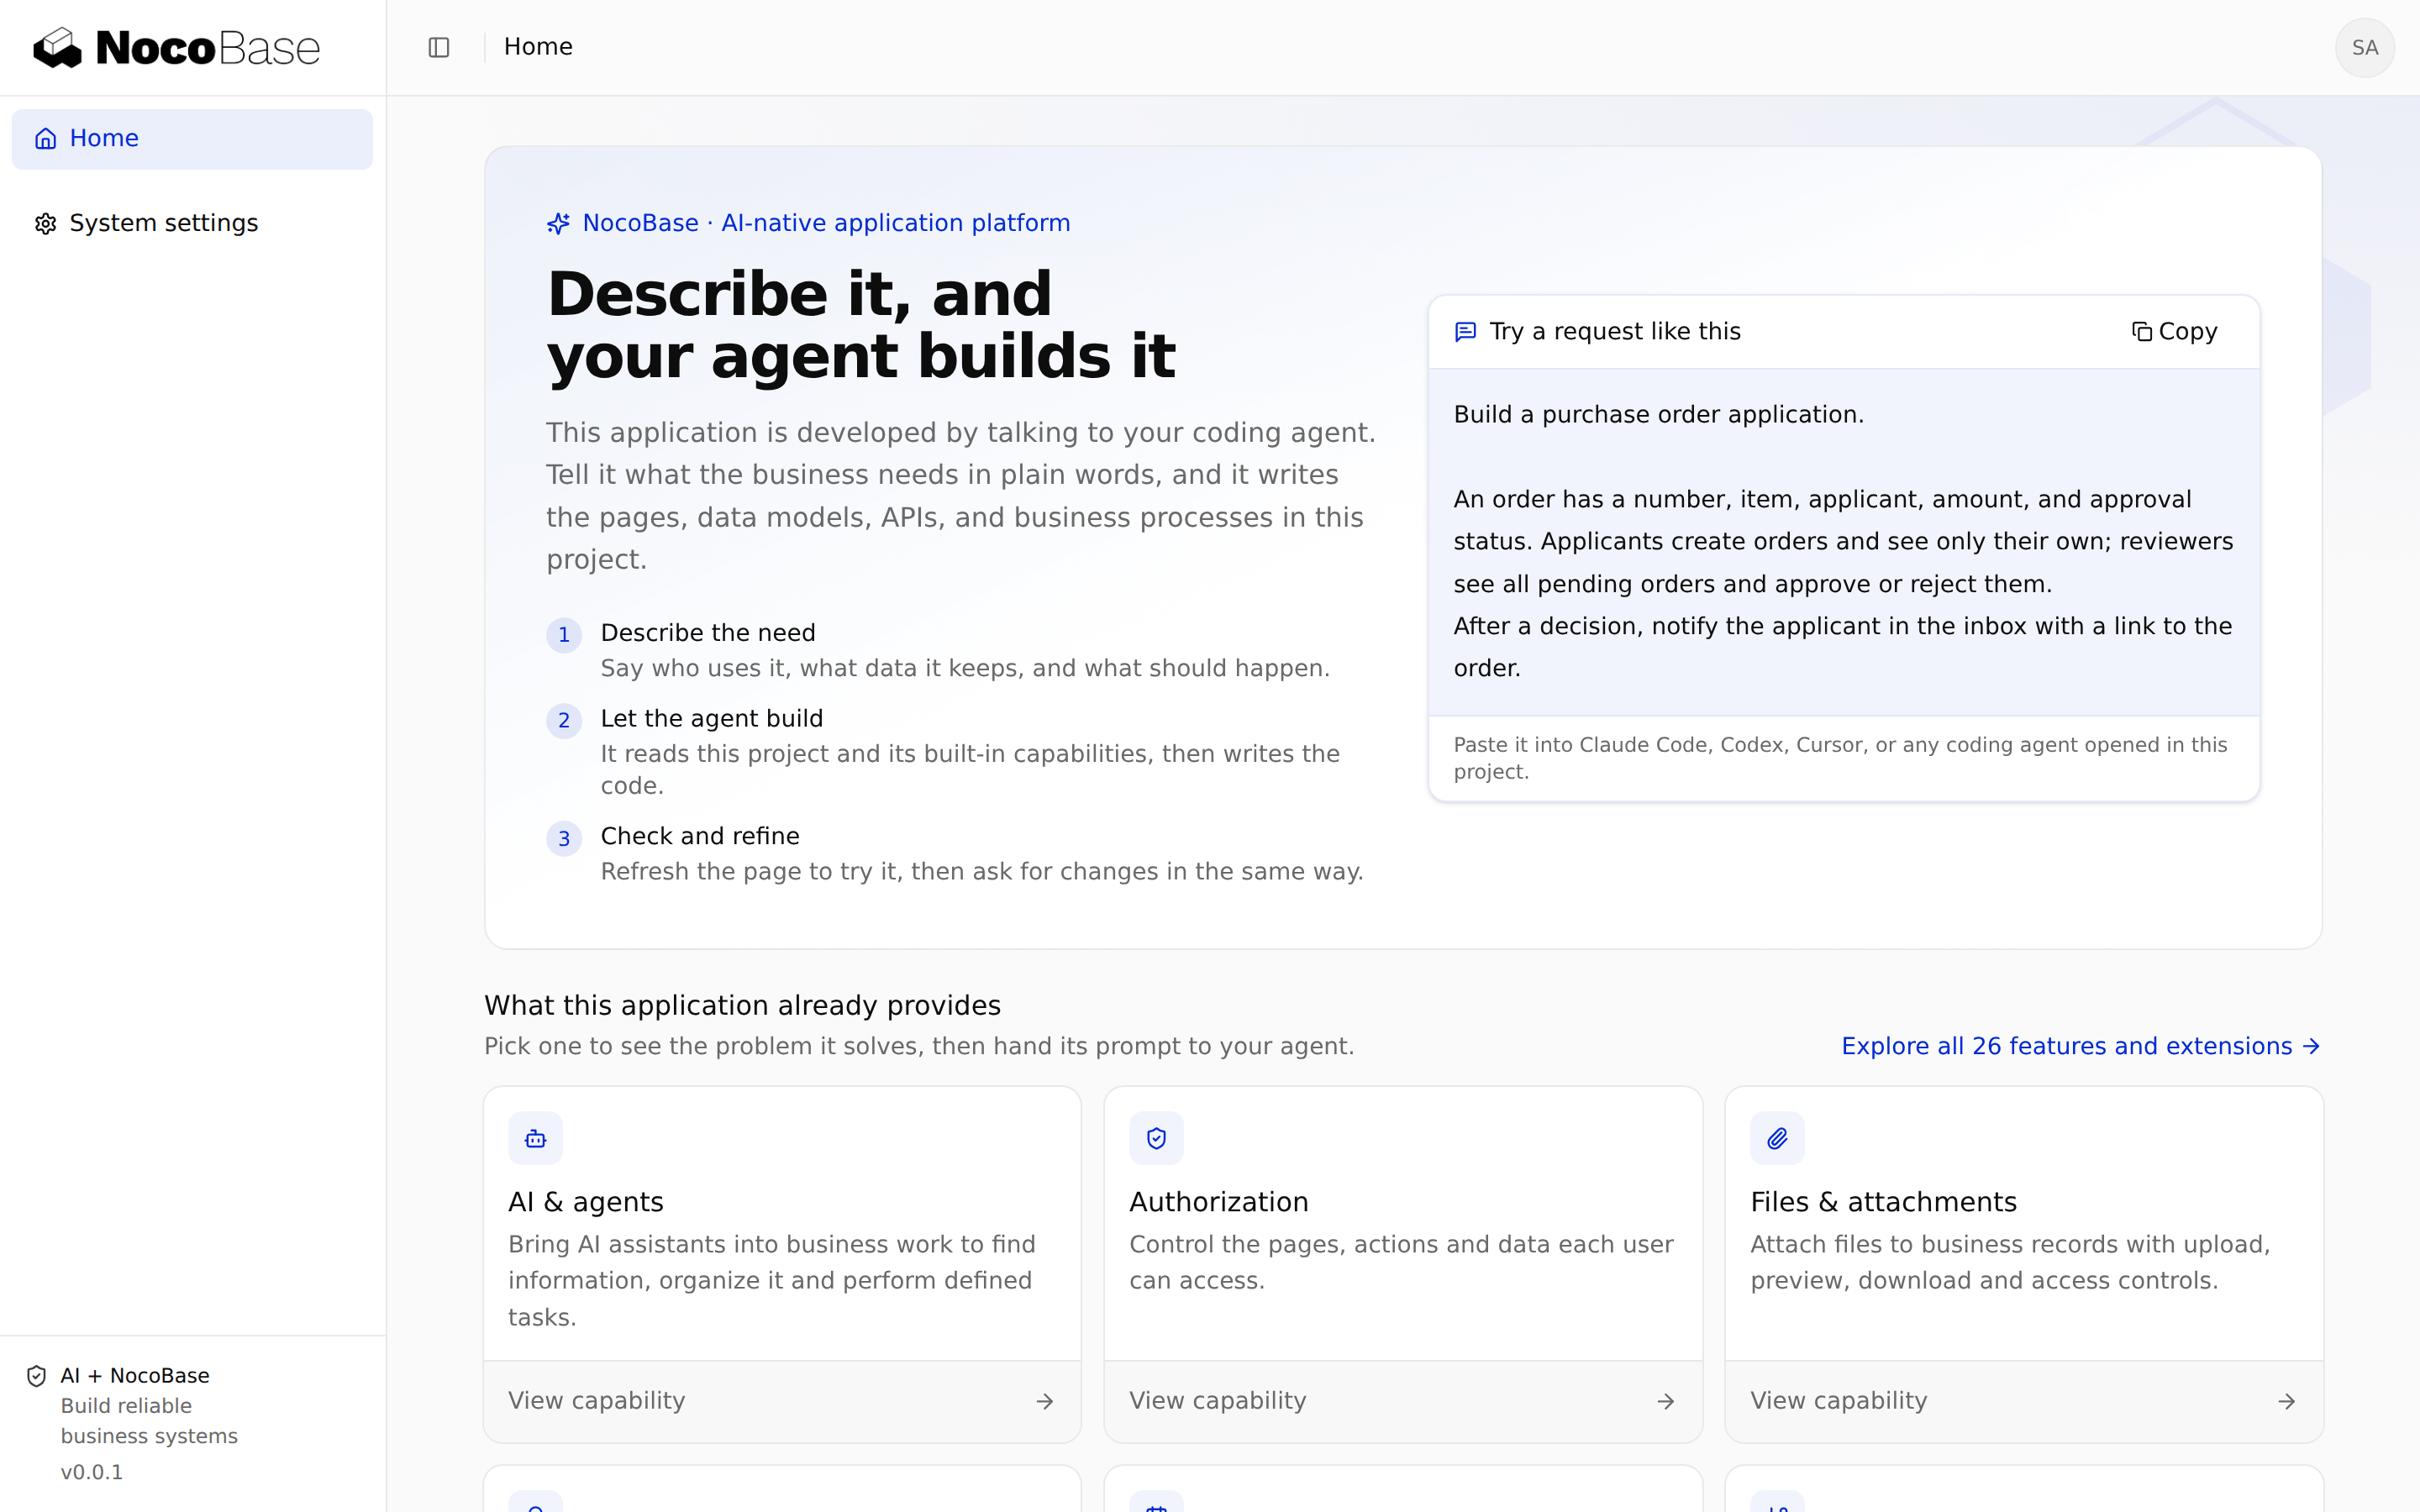 NocoBase
Home
SA
Home
System settings
NocoBase · AI-native application platform
Describe it, and
your agent builds it
This application is developed by talking to your coding agent.
Tell it what the business needs in plain words, and it writes
the pages, data models, APIs, and business processes in this
project.
1
Describe the need
Say who uses it, what data it keeps, and what should happen.
2
Let the agent build
It reads this project and its built-in capabilities, then writes the
code.
3
Check and refine
Refresh the page to try it, then ask for changes in the same way.
Try a request like this
Copy
Build a purchase order application.
An order has a number, item, applicant, amount, and approval
status. Applicants create orders and see only their own; reviewers
see all pending orders and approve or reject them.
After a decision, notify the applicant in the inbox with a link to the
order.
Paste it into Claude Code, Codex, Cursor, or any coding agent opened in this
project.
What this application already provides
Pick one to see the problem it solves, then hand its prompt to your agent.
Explore all 26 features and extensions →
AI & agents
Bring AI assistants into business work to find
information, organize it and perform defined
tasks.
View capability
Authorization
Control the pages, actions and data each user
can access.
View capability
Files & attachments
Attach files to business records with upload,
preview, download and access controls.
View capability
AI + NocoBase
Build reliable
business systems
v0.0.1